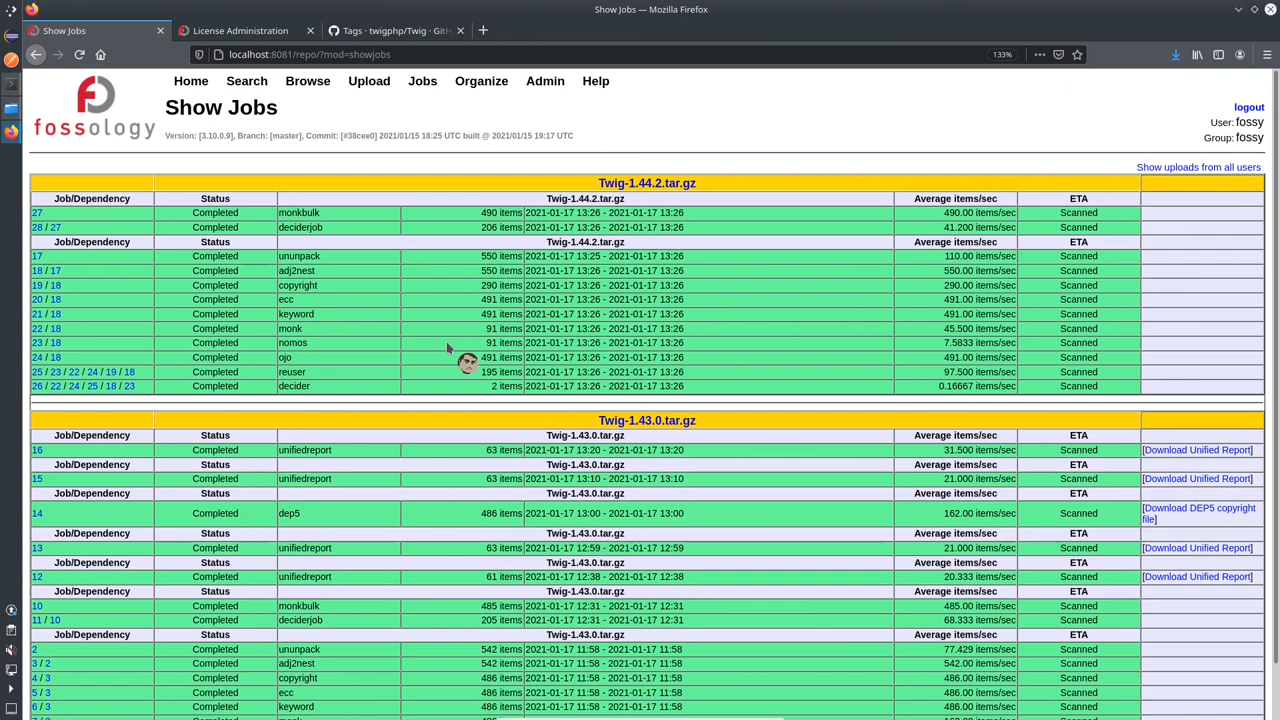 Show Jobs — Mozilla Firefox
Show Jobs
License Administration
Tags · twigphp/Twig · GitH
localhost:8081/repo/?mod=showjobs
133%
fossology
Home Search Browse Upload Jobs Organize Admin Help
Show Jobs
Version: [3.10.0.9], Branch: [master], Commit: [#38cee0] 2021/01/15 18:25 UTC built @ 2021/01/15 19:17 UTC
logout
User: fossy
Group: fossy
Show uploads from all users
Twig-1.44.2.tar.gz
Job/Dependency Status Twig-1.44.2.tar.gz Average items/sec ETA
27 Completed monkbulk 490 items 2021-01-17 13:26 - 2021-01-17 13:26 490.00 items/sec Scanned
28 / 27 Completed deciderjob 206 items 2021-01-17 13:26 - 2021-01-17 13:26 41.200 items/sec Scanned
Job/Dependency Status Twig-1.44.2.tar.gz Average items/sec ETA
17 Completed ununpack 550 items 2021-01-17 13:25 - 2021-01-17 13:26 110.00 items/sec Scanned
18 / 17 Completed adj2nest 550 items 2021-01-17 13:26 - 2021-01-17 13:26 550.00 items/sec Scanned
19 / 18 Completed copyright 290 items 2021-01-17 13:26 - 2021-01-17 13:26 290.00 items/sec Scanned
20 / 18 Completed ecc 491 items 2021-01-17 13:26 - 2021-01-17 13:26 491.00 items/sec Scanned
21 / 18 Completed keyword 491 items 2021-01-17 13:26 - 2021-01-17 13:26 491.00 items/sec Scanned
22 / 18 Completed monk 91 items 2021-01-17 13:26 - 2021-01-17 13:26 45.500 items/sec Scanned
23 / 18 Completed nomos 91 items 2021-01-17 13:26 - 2021-01-17 13:26 7.5833 items/sec Scanned
24 / 18 Completed ojo 491 items 2021-01-17 13:26 - 2021-01-17 13:26 491.00 items/sec Scanned
25 / 23 / 22 / 24 / 19 / 18 Completed reuser 195 items 2021-01-17 13:26 - 2021-01-17 13:26 97.500 items/sec Scanned
26 / 22 / 24 / 25 / 18 / 23 Completed decider 2 items 2021-01-17 13:26 - 2021-01-17 13:26 0.16667 items/sec Scanned
Twig-1.43.0.tar.gz
Job/Dependency Status Twig-1.43.0.tar.gz Average items/sec ETA
16 Completed unifiedreport 63 items 2021-01-17 13:20 - 2021-01-17 13:20 31.500 items/sec Scanned [Download Unified Report]
Job/Dependency Status Twig-1.43.0.tar.gz Average items/sec ETA
15 Completed unifiedreport 63 items 2021-01-17 13:10 - 2021-01-17 13:10 21.000 items/sec Scanned [Download Unified Report]
Job/Dependency Status Twig-1.43.0.tar.gz Average items/sec ETA
14 Completed dep5 486 items 2021-01-17 13:00 - 2021-01-17 13:00 162.00 items/sec Scanned [Download DEP5 copyright
file]
Job/Dependency Status Twig-1.43.0.tar.gz Average items/sec ETA
13 Completed unifiedreport 63 items 2021-01-17 12:59 - 2021-01-17 12:59 21.000 items/sec Scanned [Download Unified Report]
Job/Dependency Status Twig-1.43.0.tar.gz Average items/sec ETA
12 Completed unifiedreport 61 items 2021-01-17 12:38 - 2021-01-17 12:38 20.333 items/sec Scanned [Download Unified Report]
Job/Dependency Status Twig-1.43.0.tar.gz Average items/sec ETA
10 Completed monkbulk 485 items 2021-01-17 12:31 - 2021-01-17 12:31 485.00 items/sec Scanned
11 / 10 Completed deciderjob 205 items 2021-01-17 12:31 - 2021-01-17 12:31 68.333 items/sec Scanned
Job/Dependency Status Twig-1.43.0.tar.gz Average items/sec ETA
2 Completed ununpack 542 items 2021-01-17 11:58 - 2021-01-17 11:58 77.429 items/sec Scanned
3 / 2 Completed adj2nest 542 items 2021-01-17 11:58 - 2021-01-17 11:58 542.00 items/sec Scanned
4 / 3 Completed copyright 486 items 2021-01-17 11:58 - 2021-01-17 11:58 486.00 items/sec Scanned
5 / 3 Completed ecc 486 items 2021-01-17 11:58 - 2021-01-17 11:58 486.00 items/sec Scanned
6 / 3 Completed keyword 486 items 2021-01-17 11:58 - 2021-01-17 11:58 486.00 items/sec Scanned